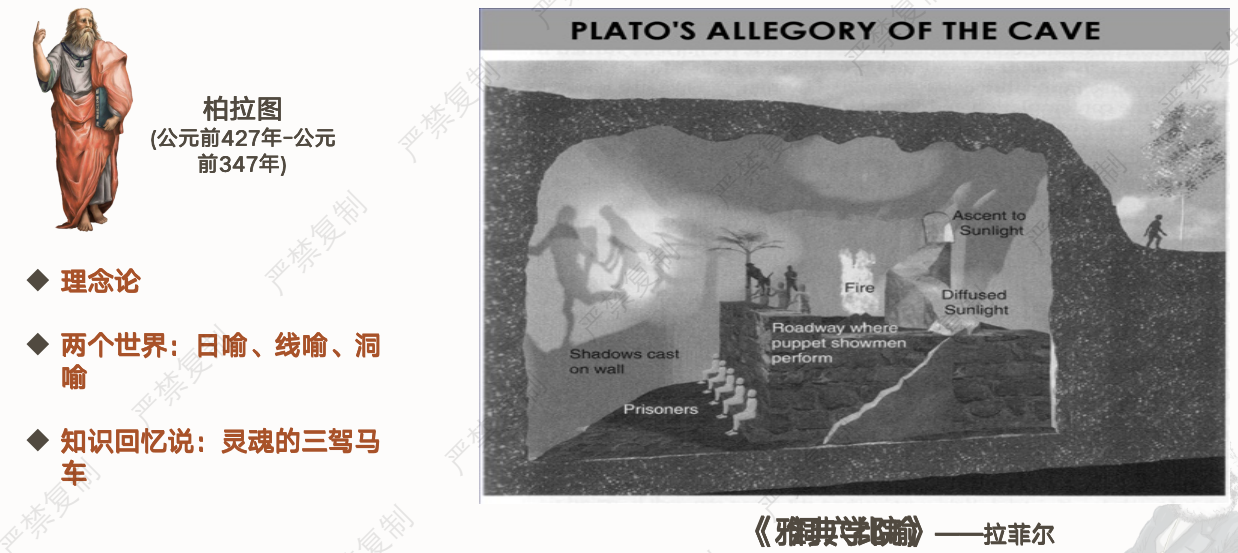 柏拉图
(公元前427年-公元
前347年)
理念论
两个世界：日喻、线喻、洞
喻
知识回忆说：灵魂的三驾马
车
PLATO'S ALLEGORY OF THE CAVE
Ascent to
Sunlight
Fire
Diffused
Sunlight
Roadway where
puppet showmen
perform
Shadows cast
on wall
Prisoners
——拉菲尔
严禁复制
严禁复制
严禁复制
严禁复制
严禁复制
严禁复制